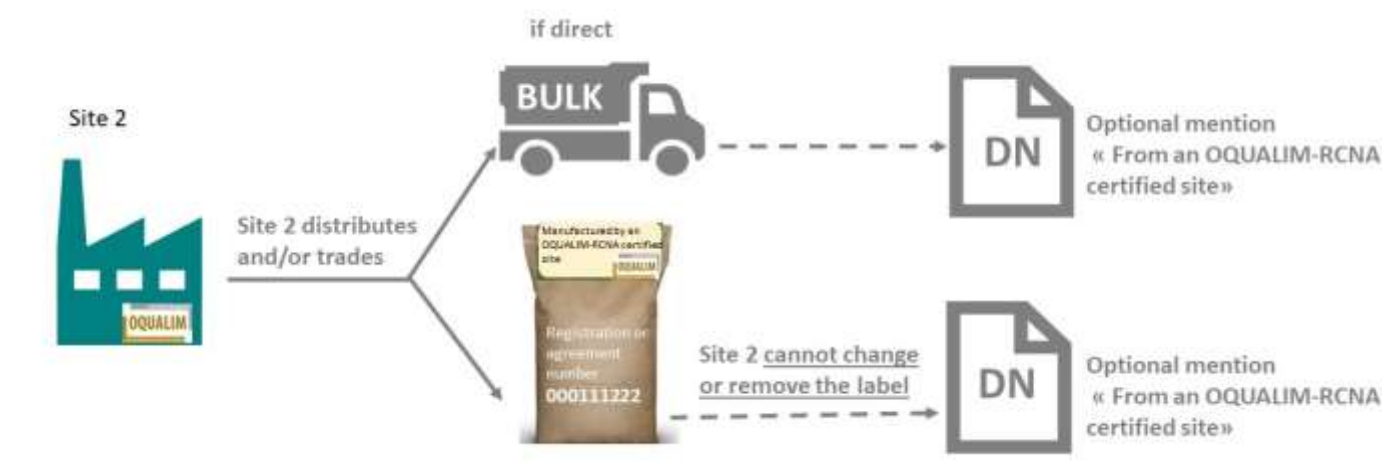 if direct
BULK
Site 2
DN
Optional mention
« From an OQUALIM-RCNA
certified site»
Site 2 distributes
and/or trades
Manufactured by an
OQUALIM-RCNA certified
site
OQUALIM
OQUALIM
Registration or
agreement
number
000111222
Site 2 cannot change
or remove the label
DN
Optional mention
« From an OQUALIM-RCNA
certified site»